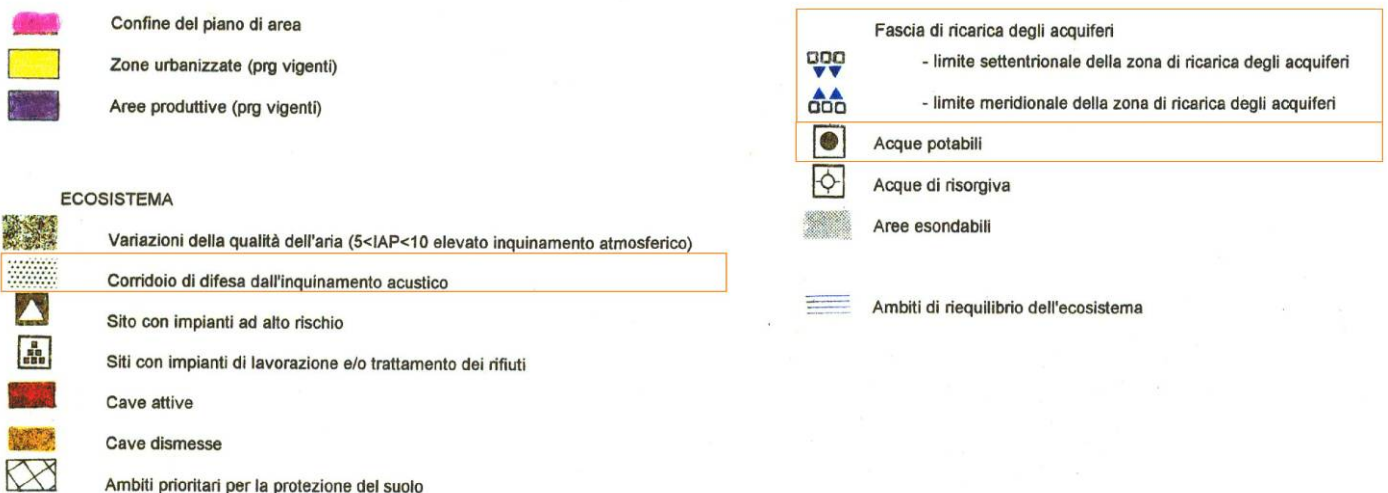 Confine del piano di area
Zone urbanizzate (prg vigenti)
Aree produttive (prg vigenti)
ECOSISTEMA
Variazioni della qualità dell'aria (5<IAP<10 elevato inquinamento atmosferico)
Corridoio di difesa dall'inquinamento acustico
Sito con impianti ad alto rischio
Siti con impianti di lavorazione e/o trattamento dei rifiuti
Cave attive
Cave dismesse
Ambiti prioritari per la protezione del suolo
Fascia di ricarica degli acquiferi
- limite settentrionale della zona di ricarica degli acquiferi
- limite meridionale della zona di ricarica degli acquiferi
Acque potabili
Acque di risorgiva
Aree esondabili
Ambiti di riequilibrio dell'ecosistema